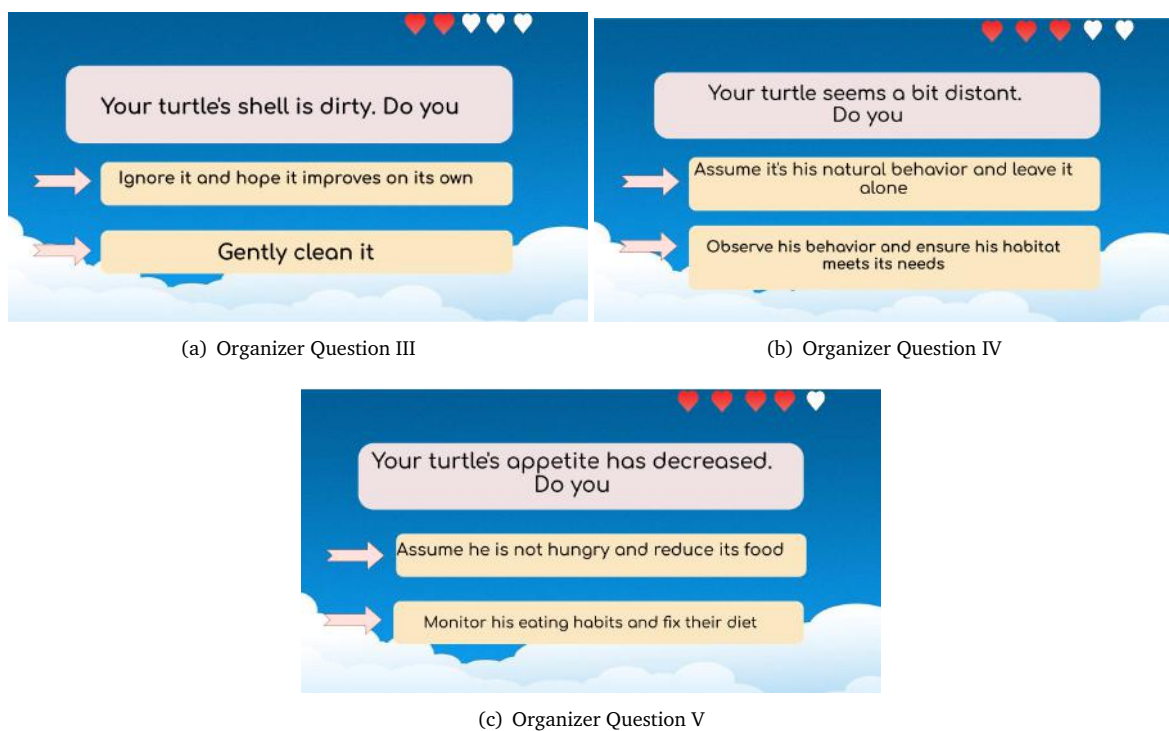 Your turtle's shell is dirty. Do you
Ignore it and hope it improves on its own
Gently clean it
(a) Organizer Question III
Your turtle seems a bit distant.
Do you
Assume it's his natural behavior and leave it
alone
Observe his behavior and ensure his habitat
meets its needs
(b) Organizer Question IV
Your turtle's appetite has decreased.
Do you
Assume he is not hungry and reduce its food
Monitor his eating habits and fix their diet
(c) Organizer Question V